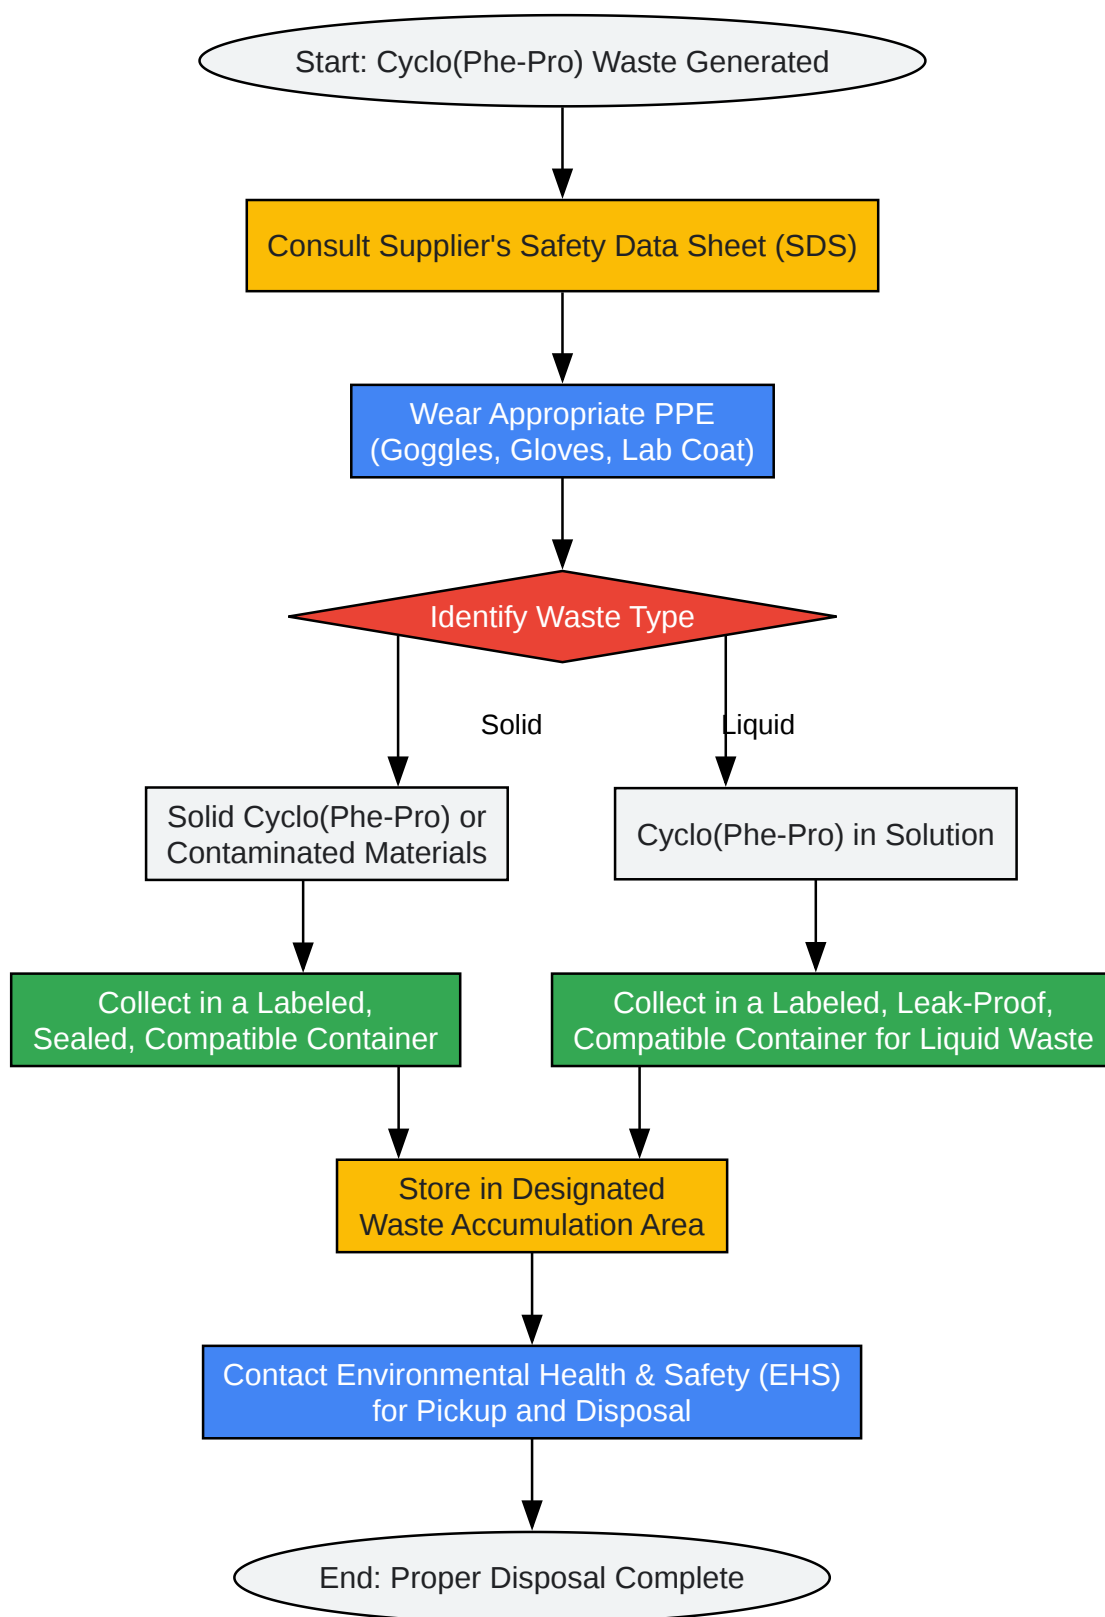 Start: Cyclo(Phe-Pro) Waste Generated
Consult Supplier's Safety Data Sheet (SDS)
Wear Appropriate PPE
(Goggles, Gloves, Lab Coat)
Identify Waste Type
Solid
Liquid
Solid Cyclo(Phe-Pro) or
Contaminated Materials
Cyclo(Phe-Pro) in Solution
Collect in a Labeled,
Sealed, Compatible Container
Collect in a Labeled, Leak-Proof,
Compatible Container for Liquid Waste
Store in Designated
Waste Accumulation Area
Contact Environmental Health & Safety (EHS)
for Pickup and Disposal
End: Proper Disposal Complete